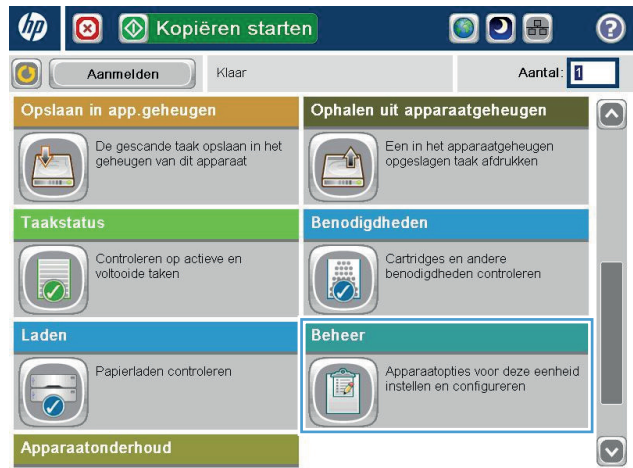 hp
Kopiëren starten
?
Aanmelden
Klaar
Aantal: 1
Opslaan in app.geheugen
De gescande taak opslaan in het
geheugen van dit apparaat
Ophalen uit apparaatgeheugen
Een in het apparaatgeheugen
opgeslagen taak afdrukken
Taakstatus
Controleren op actieve en
voltooide taken
Benodigdheden
Cartridges en andere
benodigdheden controleren
Laden
Papierladen controleren
Beheer
Apparaatopties voor deze eenheid
instellen en configureren
Apparaatonderhoud